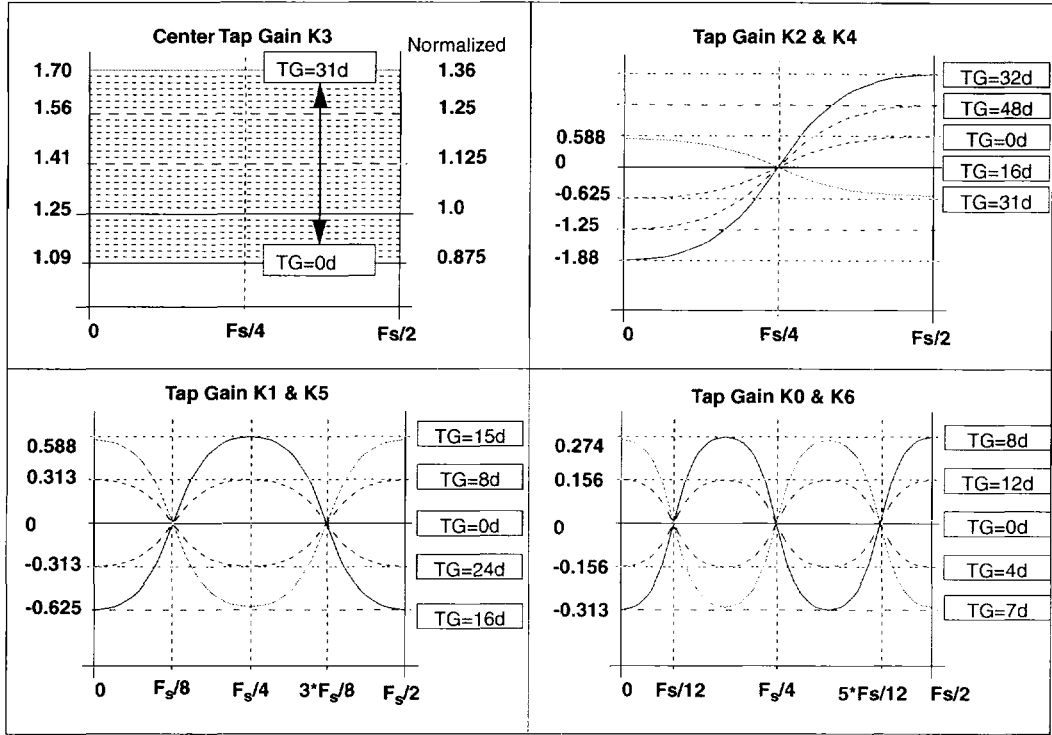 Center Tap Gain K3
Normalized
TG=31d
1.70
1.56
1.41
1.25
1.09
1.36
1.25
1.125
1.0
0.875
TG=0d
0
Fs/4
Fs/2
Tap Gain K2 & K4
TG=32d
TG=48d
TG=0d
TG=16d
TG=31d
0.588
0
-0.625
-1.25
-1.88
0
Fs/4
Fs/2
Tap Gain K1 & K5
TG=15d
TG=8d
TG=0d
TG=24d
TG=16d
0.588
0.313
0
-0.313
-0.625
0
Fs/8
Fs/4
3*Fs/8
Fs/2
Tap Gain K0 & K6
TG=8d
TG=12d
TG=0d
TG=4d
TG=7d
0.274
0.156
0
-0.156
-0.313
0
Fs/12
Fs/4
5*Fs/12
Fs/2